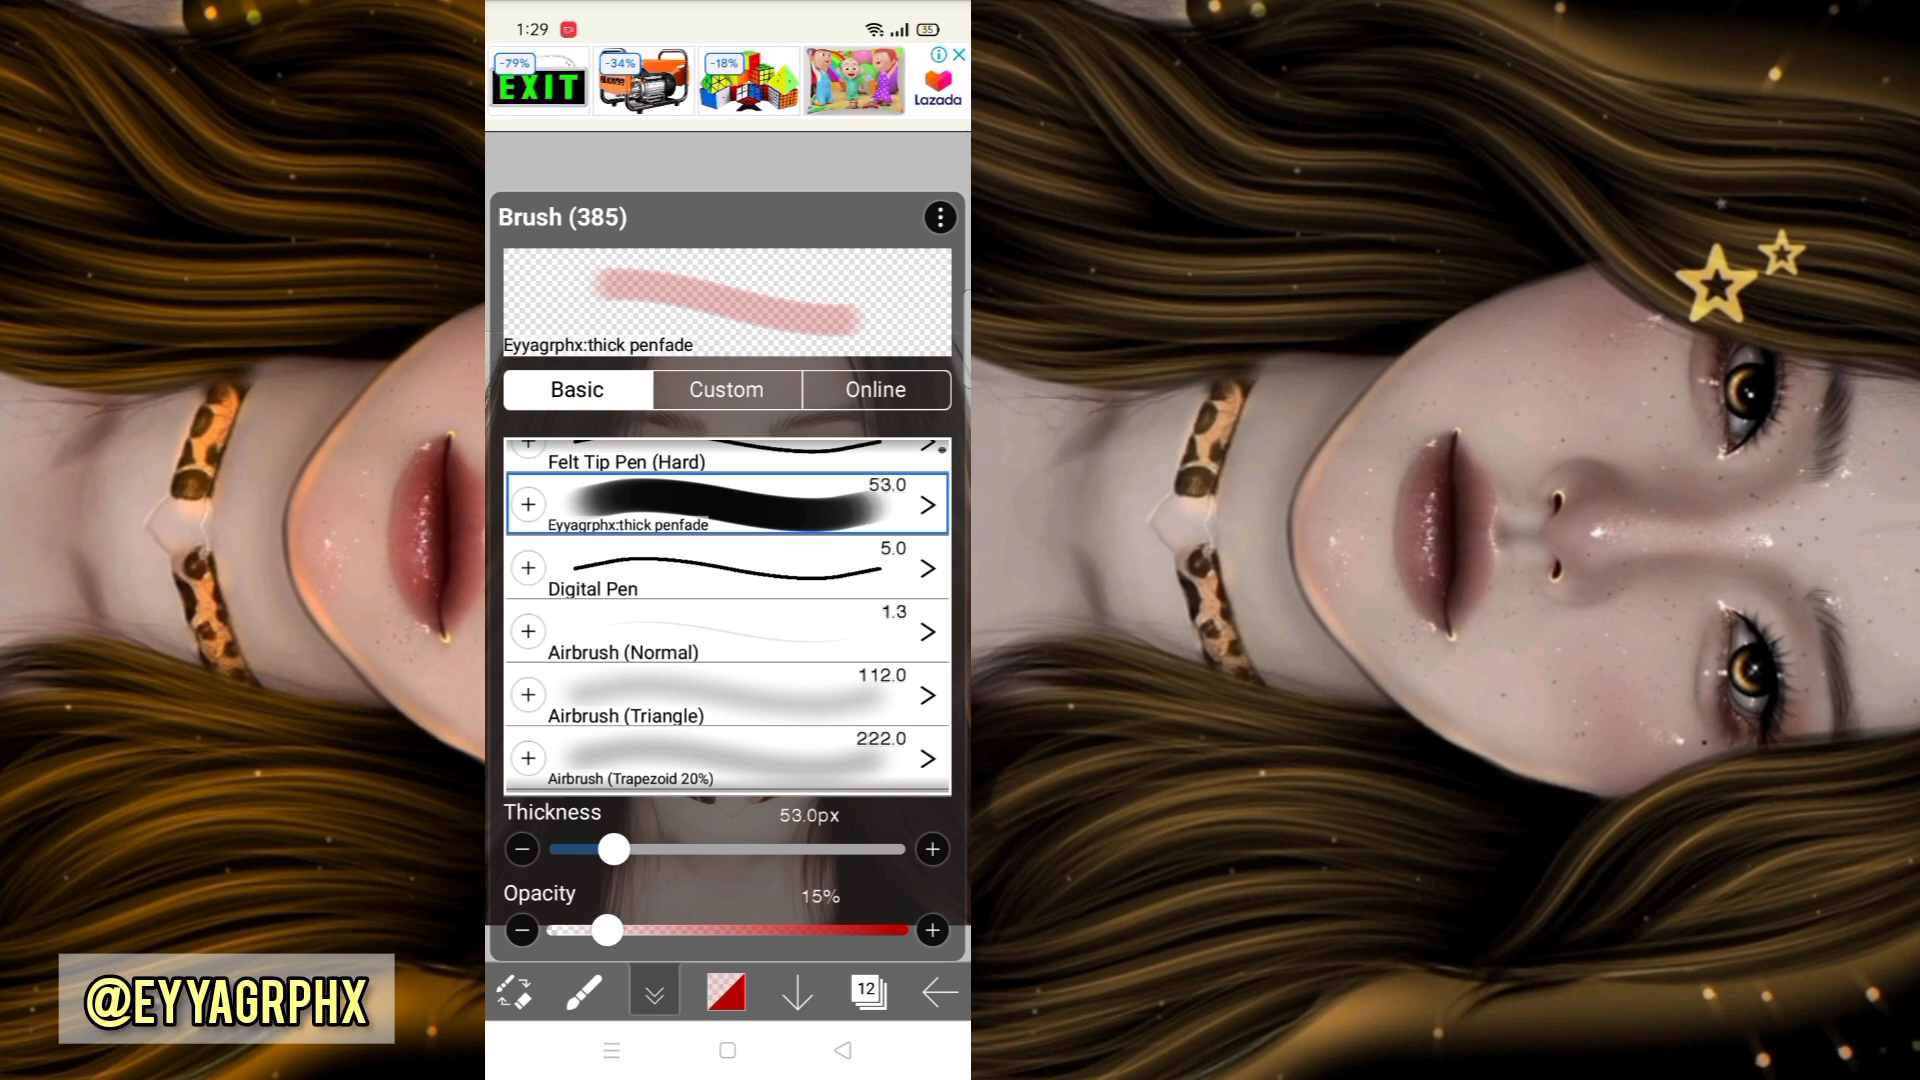 1:29
35
-79%
EXIT
-34%
-18%
Lazada
Brush (385)
Eyyagrphx:thick penfade
Basic
Custom
Online
Felt Tip Pen (Hard)
53.0
Eyyagrphx:thick penfade
5.0
Digital Pen
1.3
Airbrush (Normal)
112.0
Airbrush (Triangle)
222.0
Airbrush (Trapezoid 20%)
Thickness
53.0px
Opacity
15%
12
@EYYAGRPHX